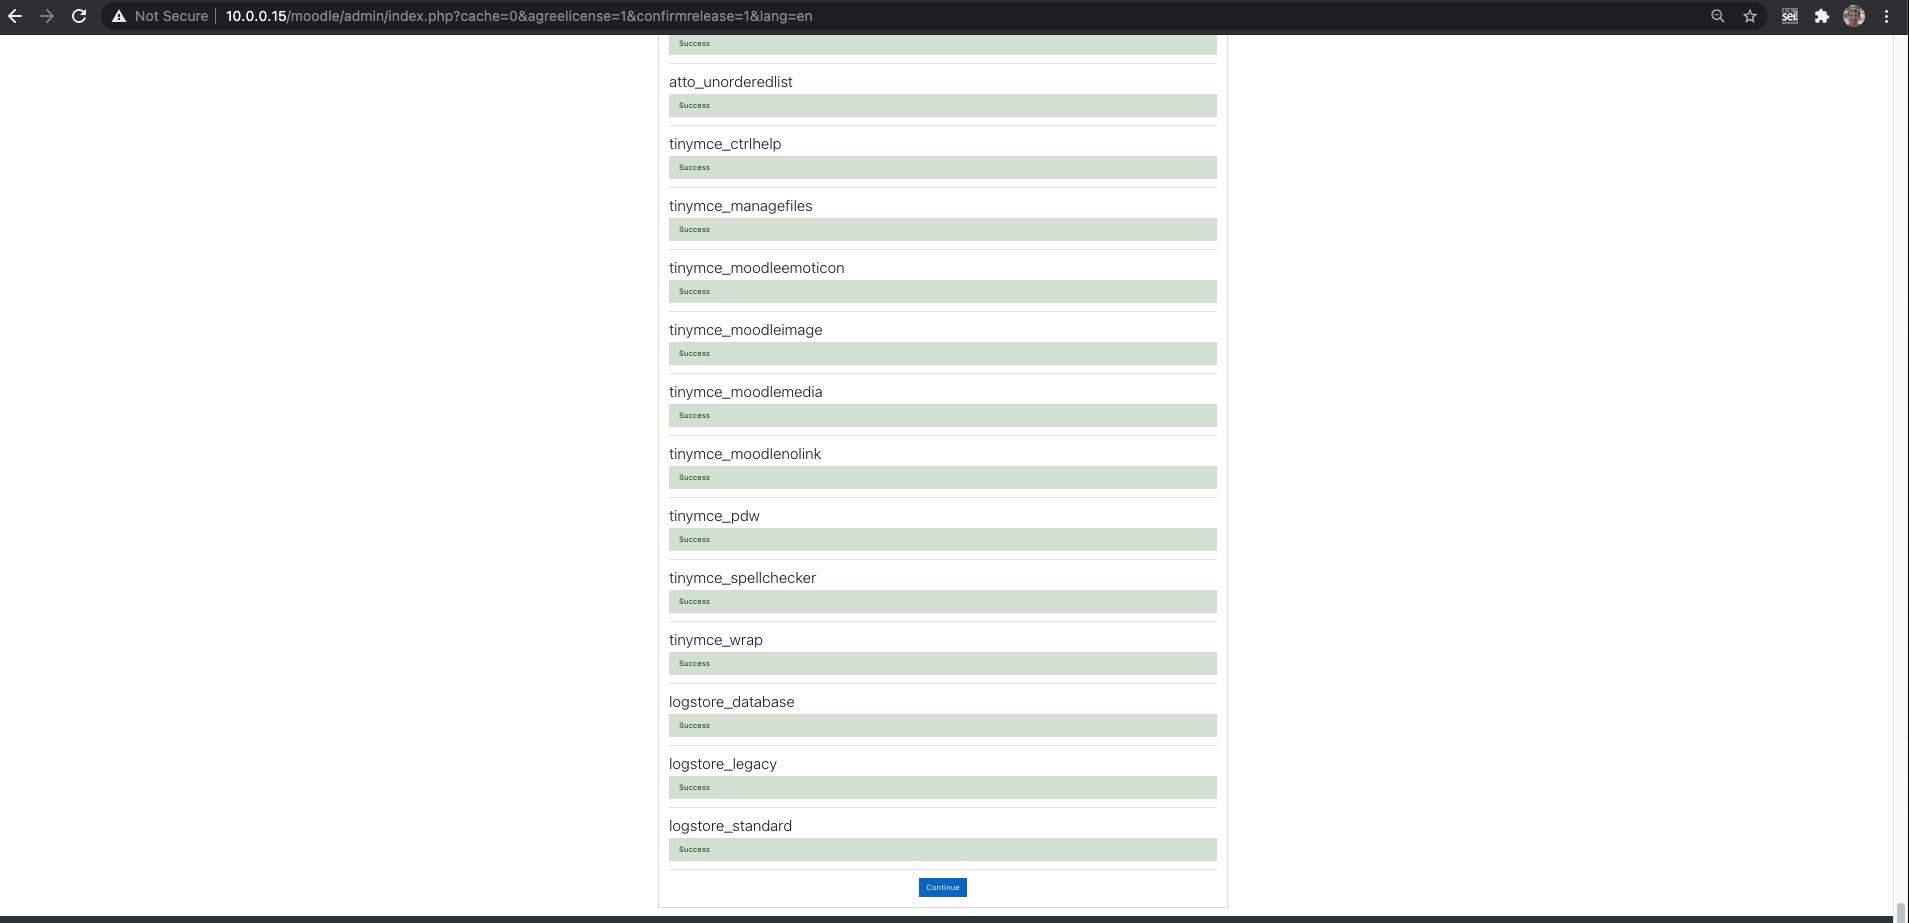 Not Secure | 10.0.0.15/moodle/admin/index.php?cache=0&agreelicense=1&confirmrelease=1&lang=en
sei
Success
atto_unorderedlist
Success
tinymce_ctrlhelp
Success
tinymce_managefiles
Success
tinymce_moodleemoticon
Success
tinymce_moodleimage
Success
tinymce_moodlemedia
Success
tinymce_moodlenolink
Success
tinymce_pdw
Success
tinymce_spellchecker
Success
tinymce_wrap
Success
logstore_database
Success
logstore_legacy
Success
logstore_standard
Success
Continue